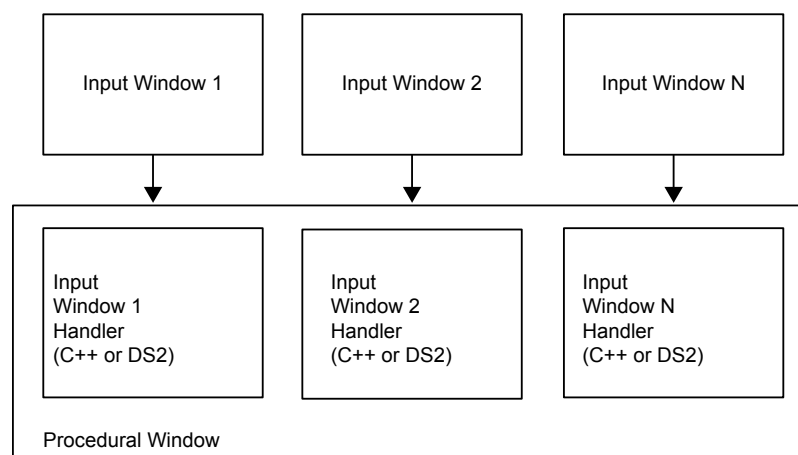 Input Window 1
Input Window 2
Input Window N
Input
Window 1
Handler
(C++ or DS2)
Input
Window 2
Handler
(C++ or DS2)
Input
Window N
Handler
(C++ or DS2)
Procedural Window